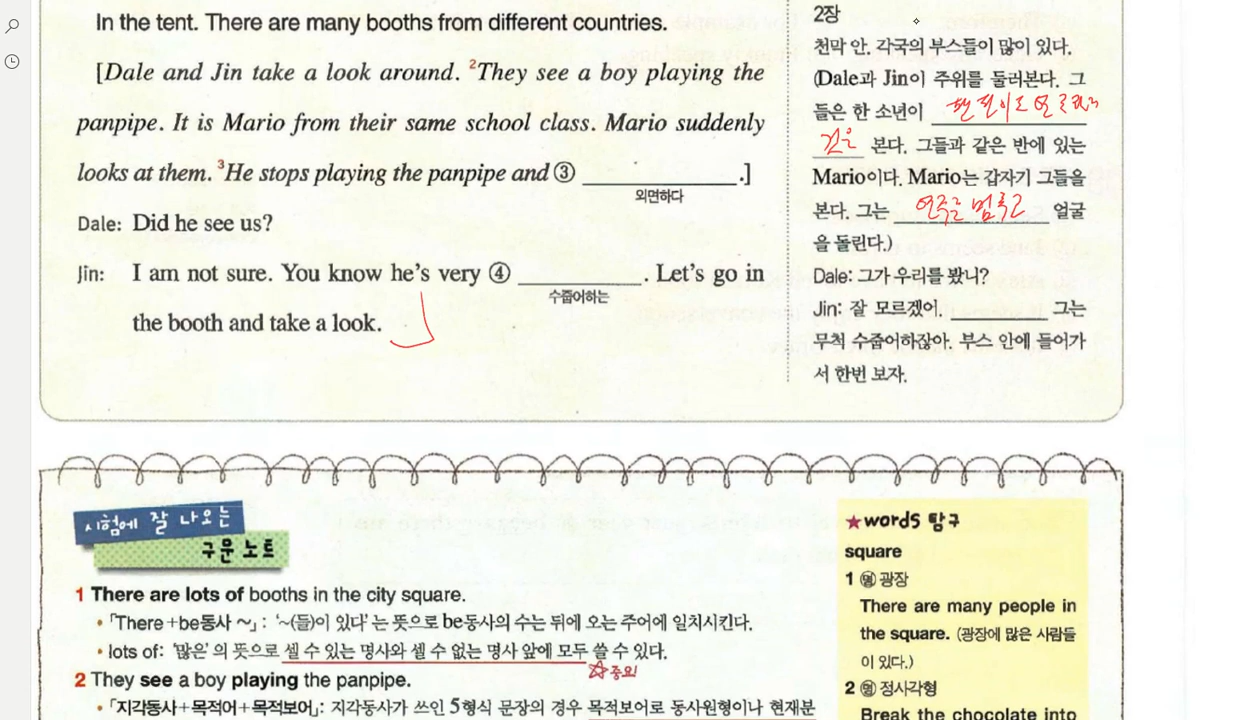 In the tent. There are many booths from different countries.
[Dale and Jin take a look around. ²They see a boy playing the
panpipe. It is Mario from their same school class. Mario suddenly
looks at them. ³He stops playing the panpipe and ③ ____________.]
외면하다
Dale: Did he see us?
Jin: I am not sure. You know he's very ④ ____________. Let's go in
수줍어하는
the booth and take a look.
2장
천막 안. 각국의 부스들이 많이 있다.
(Dale과 Jin이 주위를 둘러본다. 그
들은 한 소년이
본다. 그들과 같은 반에 있는
Mario이다. Mario는 갑자기 그들을
본다. 그는 연주를 멈추고 얼굴
을 돌린다.)
Dale: 그가 우리를 봤니?
Jin: 잘 모르겠어. ____________ 그는
무척 수줍어하잖아. 부스 안에 들어가
서 한번 보자.
시험에 잘 나오는
구문 노트
1 There are lots of booths in the city square.
• 「There+be동사 ~」: '~(들)이 있다'는 뜻으로 be동사의 수는 뒤에 오는 주어에 일치시킨다.
• lots of: '많은'의 뜻으로 셀 수 있는 명사와 셀 수 없는 명사 앞에 모두 쓸 수 있다.
☆중요!
2 They see a boy playing the panpipe.
• 「지각동사+목적어+목적보어」: 지각동사가 쓰인 5형식 문장의 경우 목적보어로 동사원형이나 현재분
★words 탐구
square
1 ㊔ 광장
There are many people in
the square. (광장에 많은 사람들
이 있다.)
2 ㊔ 정사각형
Break the chocolate into